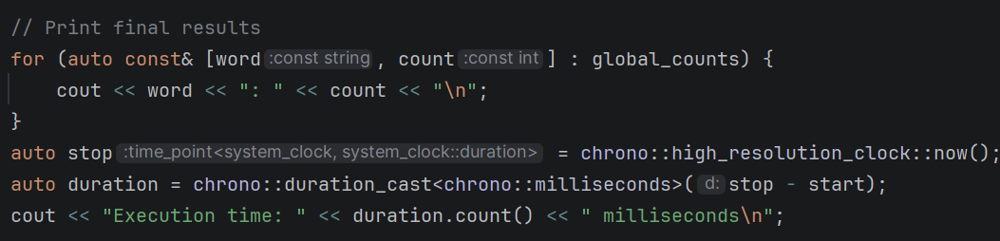 // Print final results
for (auto const& [word :const string , count :const int ] : global_counts) {
    cout << word << ": " << count << "\n";
}
auto stop :time_point<system_clock, system_clock::duration> = chrono::high_resolution_clock::now();
auto duration = chrono::duration_cast<chrono::milliseconds>( d: stop - start);
cout << "Execution time: " << duration.count() << " milliseconds\n";